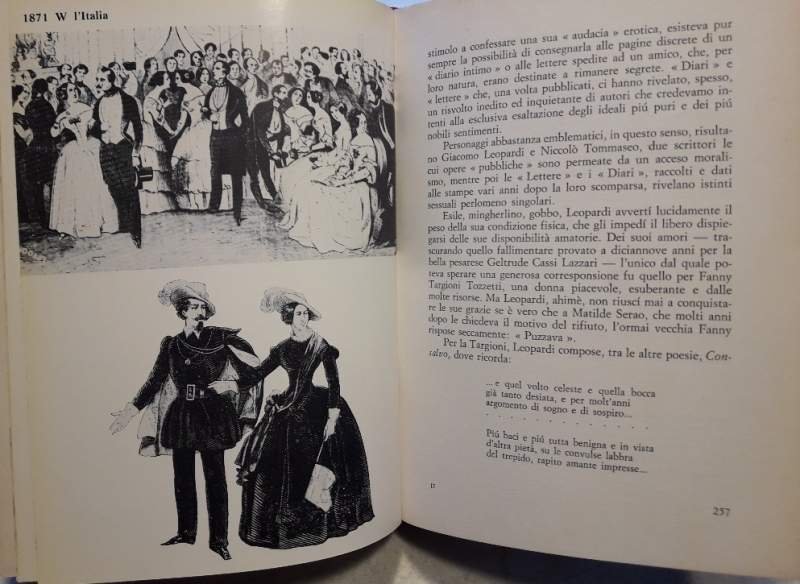 1871 W l'Italia
stimolo a confessare una sua « audacia » erotica, esisteva pur
sempre la possibilità di consegnarla alle pagine discrete di un
« diario intimo » o alle lettere spedite ad un amico, che, per
loro natura, erano destinate a rimanere segrete. « Diari » e
« lettere » che, una volta pubblicati, ci hanno rivelato, spesso,
un risvolto inedito ed inquietante di autori che credevamo in-
tenti alla esclusiva esaltazione degli ideali piú puri e dei piú
nobili sentimenti.
Personaggi abbastanza emblematici, in questo senso, risulta-
no Giacomo Leopardi e Niccolò Tommaseo, due scrittori le
cui opere « pubbliche » sono permeate da un acceso morali-
smo, mentre poi le « Lettere » e i « Diari », raccolti e dati
alle stampe vari anni dopo la loro scomparsa, rivelano istinti
sessuali perlomeno singolari.
Esile, mingherlino, gobbo, Leopardi avvertí lucidamente il
peso della sua condizione fisica, che gli impedí il libero dispie-
garsi delle sue disponibilità amatorie. Dei suoi amori — tra-
scurando quello fallimentare provato a diciannove anni per la
bella pesarese Geltrude Cassi Lazzari — l'unico dal quale po-
teva sperare una generosa corresponsione fu quello per Fanny
Targioni Tozzetti, una donna piacevole, esuberante e dalle
molte risorse. Ma Leopardi, ahimè, non riuscí mai a conquista-
re le sue grazie se è vero che a Matilde Serao, che molti anni
dopo le chiedeva il motivo del rifiuto, l'ormai vecchia Fanny
rispose seccamente: « Puzzava ».
Per la Targioni, Leopardi compose, tra le altre poesie, Con-
salvo, dove ricorda:
...e quel volto celeste e quella bocca
già tanto desiata, e per molt'anni
argomento di sogno e di sospiro...
. . . . . . . . . . . . . . .
Piú baci e piú tutta benigna e in vista
d'altra pietà, su le convulse labbra
del trepido, rapito amante impresse...
257